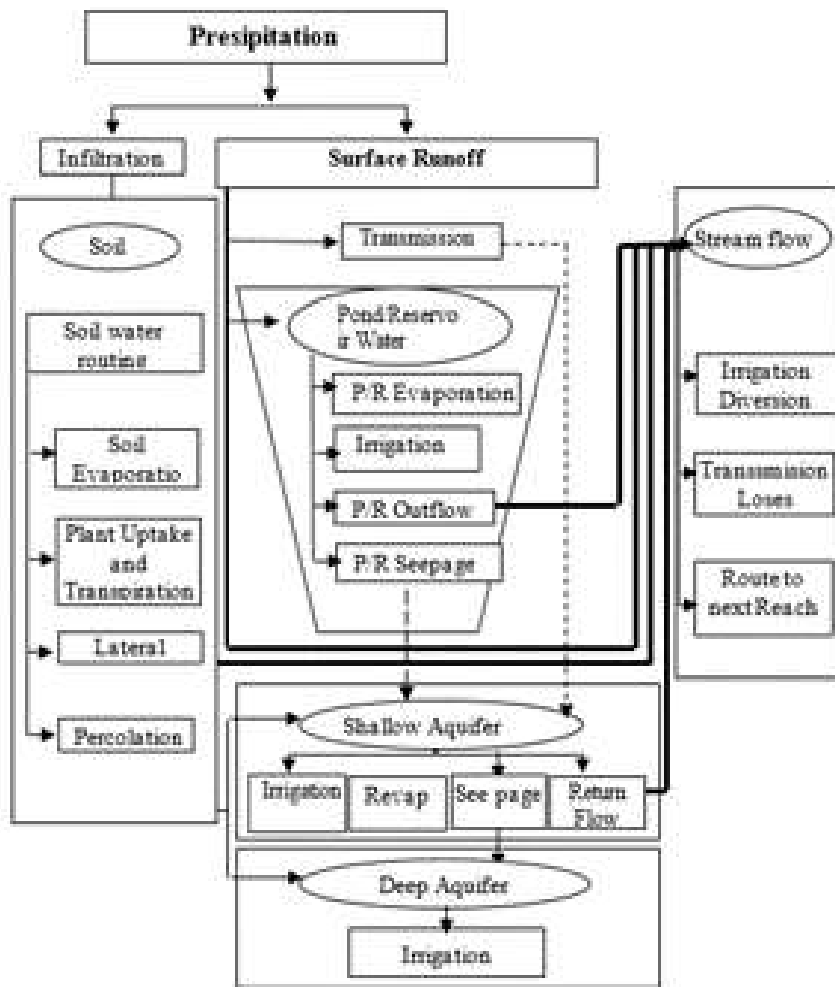 Presipitation
Infiltration
Surface Runoff
Soil
Soil water
routing
Soil
Evaporatio
Plant Uptake
and
Transpiration
Lateral
Percolation
Transmission
Pond Reservo
ir Water
P/R Evaporation
Irrigation
P/R Outflow
P/R Seepage
Stream flow
Irrigation
Diversion
Transmision
Loses
Route to
next Reach
Shallow Aquifer
Irrigation
Revap
See page
Return
Flow
Deep Aquifer
Irrigation